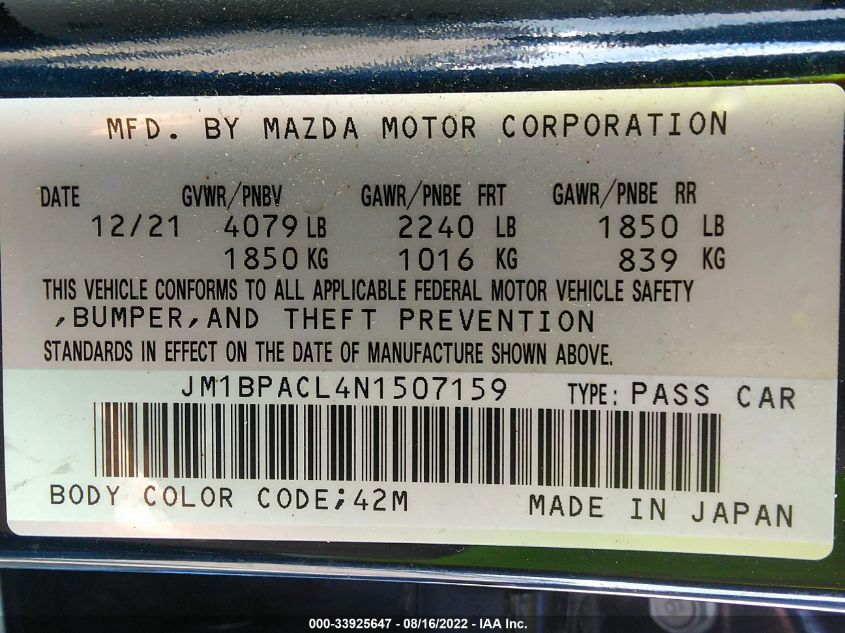 MFD. BY MAZDA MOTOR CORPORATION
DATE GVWR/PNBV GAWR/PNBE FRT GAWR/PNBE RR
12/21 4079 LB 2240 LB 1850 LB
1850 KG 1016 KG 839 KG
THIS VEHICLE CONFORMS TO ALL APPLICABLE FEDERAL MOTOR VEHICLE SAFETY
,BUMPER,AND THEFT PREVENTION
STANDARDS IN EFFECT ON THE DATE OF MANUFACTURE SHOWN ABOVE.
JM1BPACL4N1507159 TYPE: PASS CAR
BODY COLOR CODE;42M MADE IN JAPAN
000-33925647 - 08/16/2022 - IAA Inc.